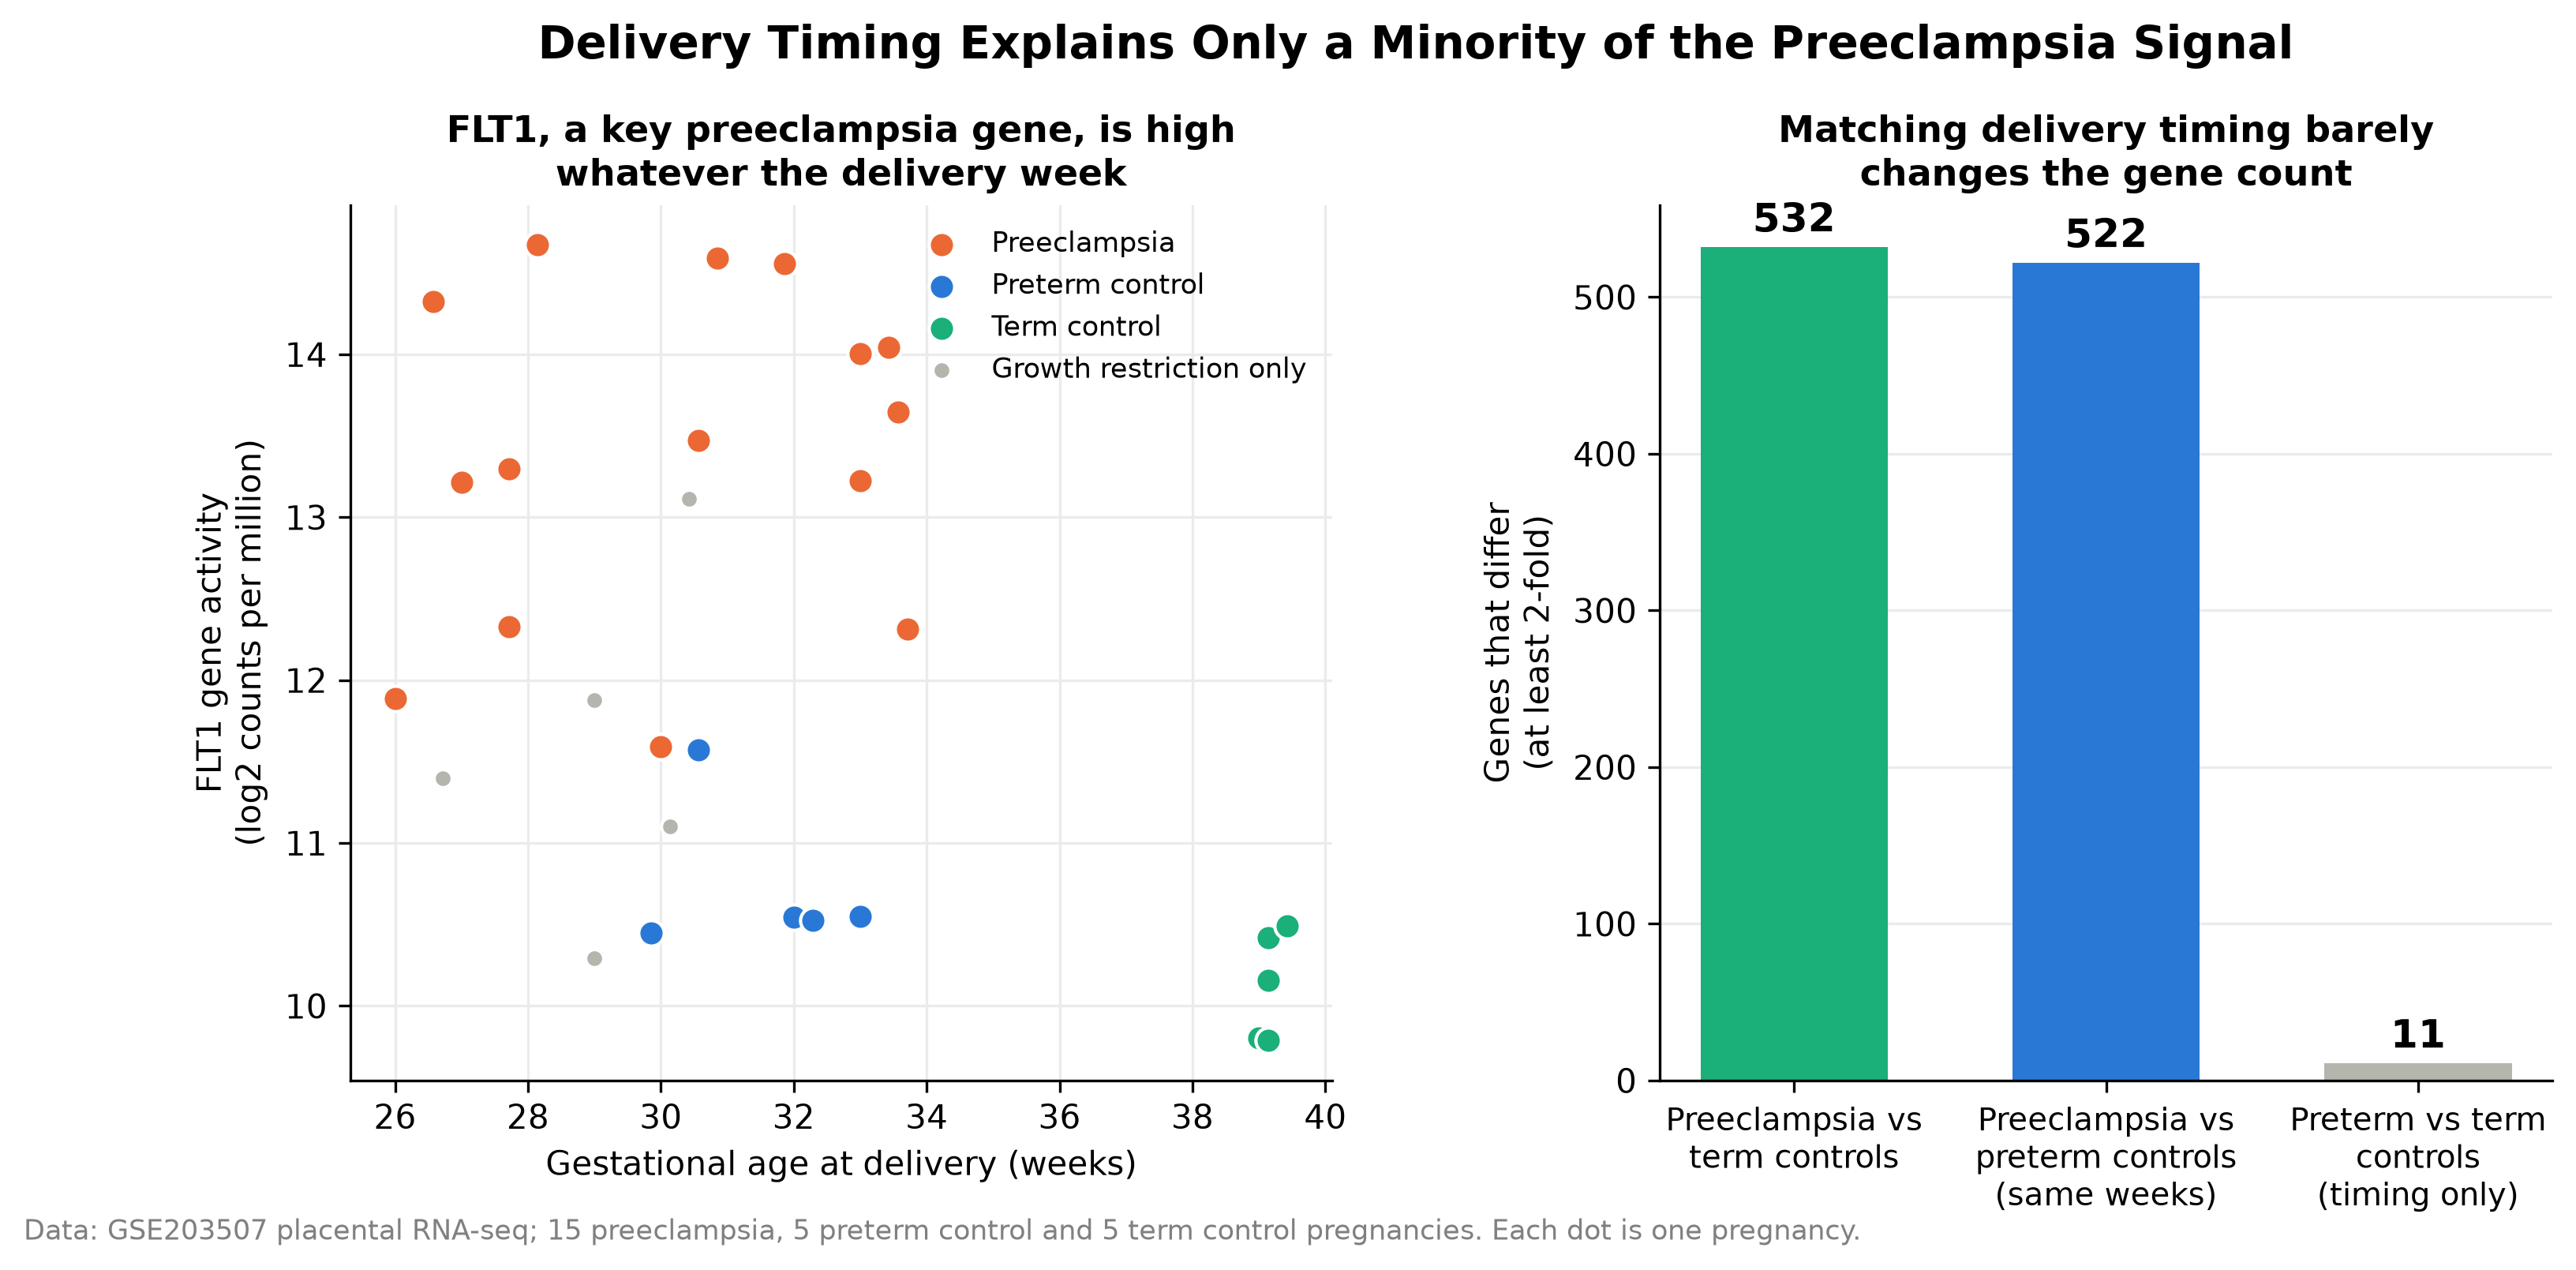 Delivery Timing Explains Only a Minority of the Preeclampsia Signal
FLT1, a key preeclampsia gene, is high
whatever the delivery week
FLT1 gene activity
(log2 counts per million)
14
13
12
11
10
Preeclampsia
Preterm control
Term control
Growth restriction only
26 28 30 32 34 36 38 40
Gestational age at delivery (weeks)
Matching delivery timing barely
changes the gene count
Genes that differ
(at least 2-fold)
500
400
300
200
100
0
532
522
11
Preeclampsia vs
term controls
Preeclampsia vs
preterm controls
(same weeks)
Preterm vs term
controls
(timing only)
Data: GSE203507 placental RNA-seq; 15 preeclampsia, 5 preterm control and 5 term control pregnancies. Each dot is one pregnancy.